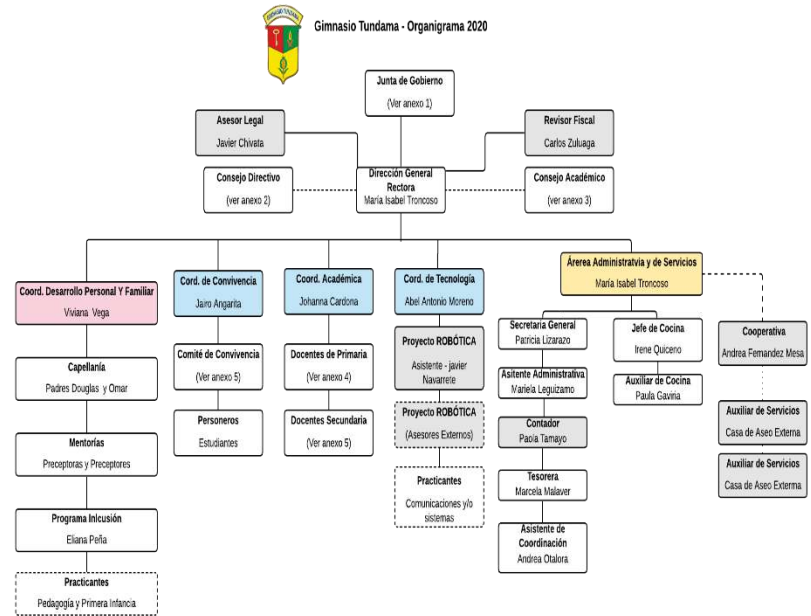 GIMNASIO TUNDAMA
Gimnasio Tundama - Organigrama 2020
Junta de Gobierno
(Ver anexo 1)
Asesor Legal
Javier Chivata
Revisor Fiscal
Carlos Zuluaga
Dirección General
Rectora
María Isabel Troncoso
Consejo Directivo
(ver anexo 2)
Consejo Académico
(ver anexo 3)
Coord. Desarrollo Personal Y Familiar
Viviana Vega
Cord. de Convivencia
Jairo Angarita
Coord. Académica
Johanna Cardona
Cord. de Tecnología
Abel Antonio Moreno
Árerea Administratvia y de Servicios
María Isabel Troncoso
Capellanía
Padres Douglas y Omar
Mentorías
Preceptoras y Preceptores
Programa Inlcusión
Eliana Peña
Practicantes
Pedagogía y Primera Infancia
Comité de Convivencia
(Ver anexo 5)
Personeros
Estudiantes
Docentes de Primaria
(Ver anexo 4)
Docentes Secundaria
(Ver anexo 5)
Proyecto ROBÓTICA
Asistente - javier
Navarrete
Proyecto ROBÓTICA
(Asesores Externos)
Practicantes
Comunicaciones y/o
sistemas
Secretaria General
Patricia Lizarazo
Asitente Administrativa
Mariela Leguizamo
Contador
Paola Tamayo
Tesorera
Marcela Malaver
Asistente de
Coordinación
Andrea Otalora
Jefe de Cocina
Irene Quiceno
Auxiliar de Cocina
Paula Gaviria
Cooperativa
Andrea Fernandez Mesa
Auxiliar de Servicios
Casa de Aseo Externa
Auxiliar de Servicios
Casa de Aseo Exterma